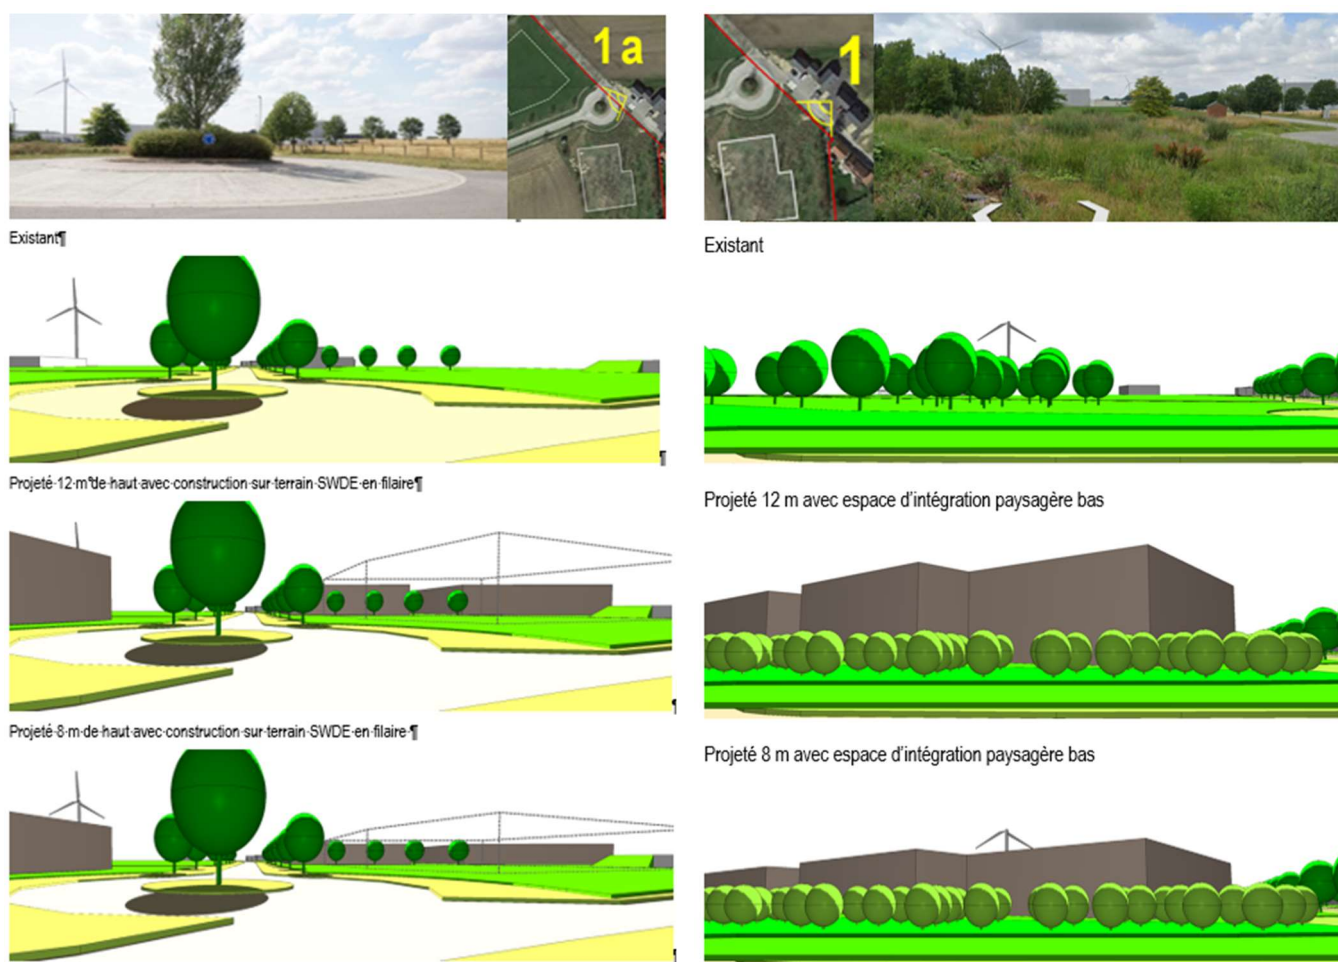 1a
Existant¶
Projeté·12·m°de·haut·avec·construction·sur·terrain·SWDE·en·filaire¶
¶
Projeté·8·m·de·haut·avec·construction·sur·terrain·SWDE·en·filaire·¶
¶
¶
1
Existant
Projeté 12 m avec espace d’intégration paysagère bas
Projeté 8 m avec espace d’intégration paysagère bas